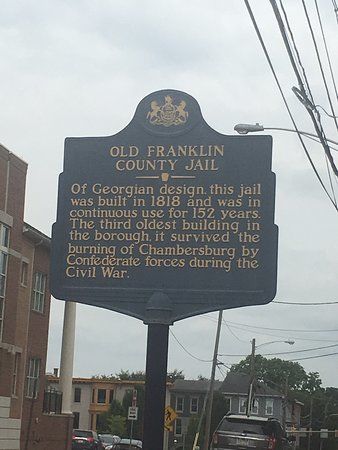 OLD FRANKLIN
COUNTY JAIL
Of Georgian design, this jail
was built in 1818 and was in
continuous use for 152 years.
The third oldest building in
the borough, it survived the
burning of Chambersburg by
Confederate forces during the
Civil War.